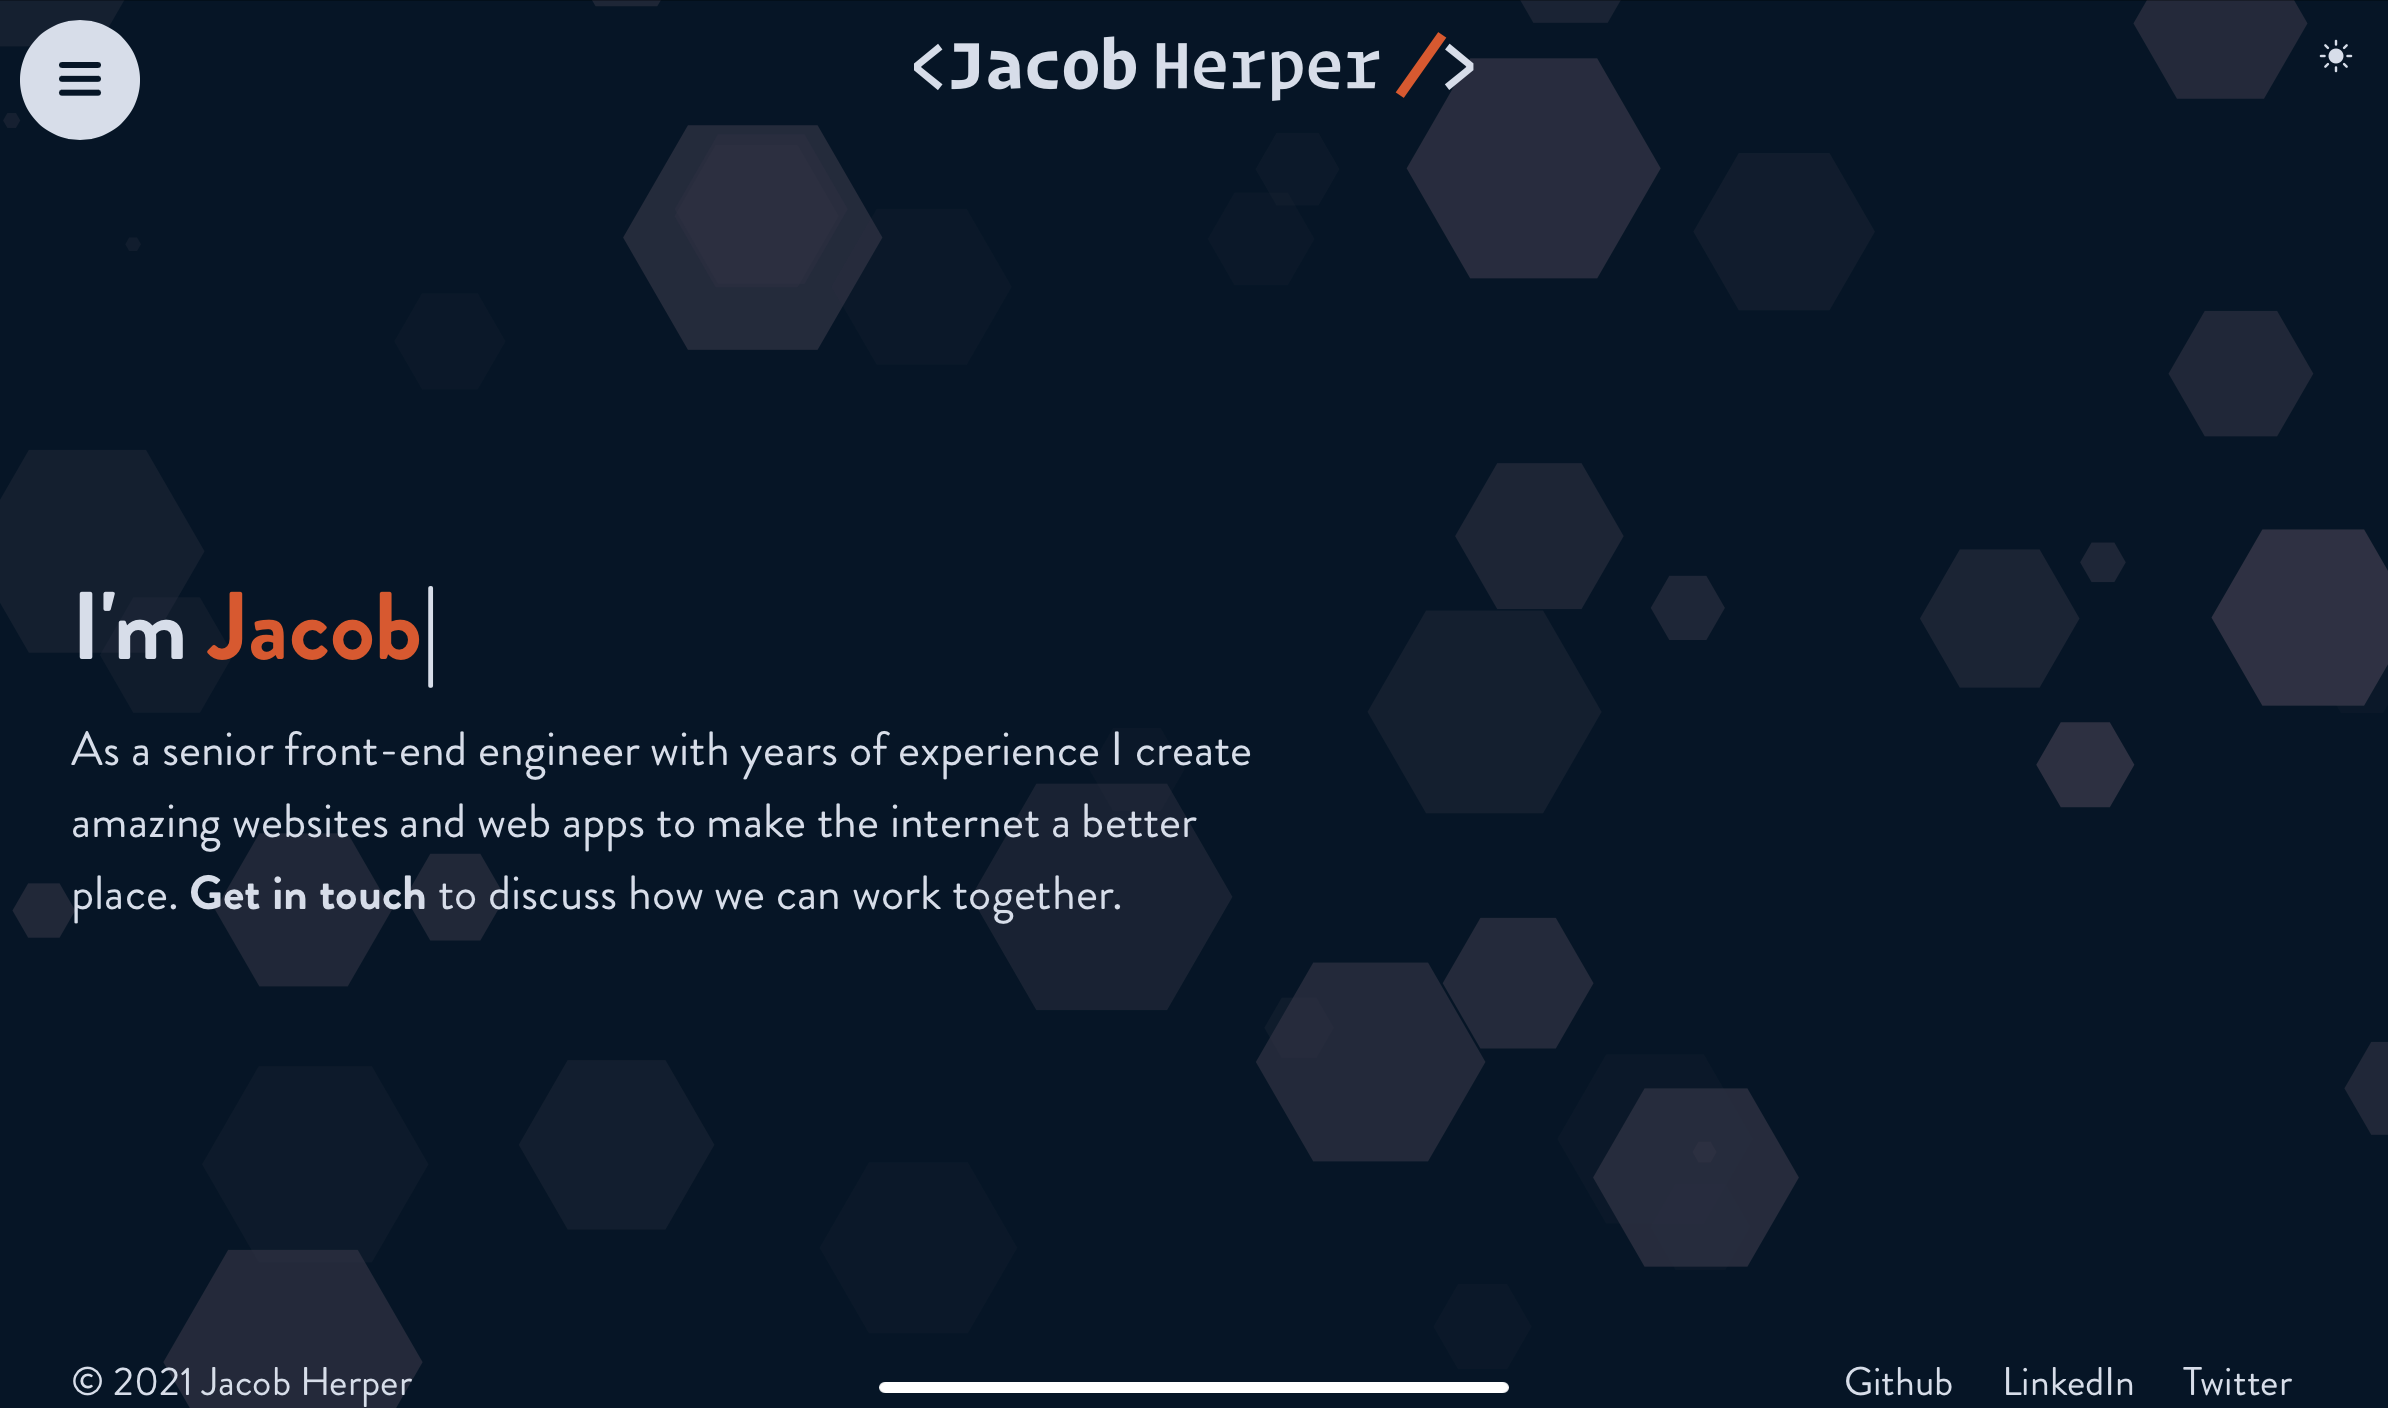 <Jacob Herper />
I'm Jacob
As a senior front-end engineer with years of experience I create
amazing websites and web apps to make the internet a better
place. Get in touch to discuss how we can work together.
© 2021 Jacob Herper
Github LinkedIn Twitter